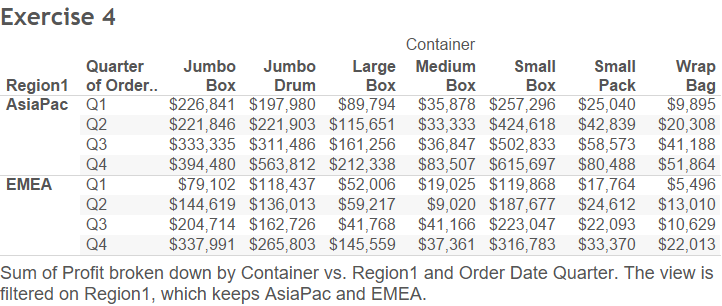 Exercise 4
Container
Quarter Jumbo Jumbo Large Medium Small Small Wrap
Region1 of Order.. Box Drum Box Box Box Pack Bag
AsiaPac Q1 $226,841 $197,980 $89,794 $35,878 $257,296 $25,040 $9,895
Q2 $221,846 $221,903 $115,651 $33,333 $424,618 $42,839 $20,308
Q3 $333,335 $311,486 $161,256 $36,847 $502,833 $58,573 $41,188
Q4 $394,480 $563,812 $212,338 $83,507 $615,697 $80,488 $51,864
EMEA Q1 $79,102 $118,437 $52,006 $19,025 $119,868 $17,764 $5,496
Q2 $144,619 $136,013 $59,217 $9,020 $187,677 $24,612 $13,010
Q3 $204,714 $162,726 $41,768 $41,166 $223,047 $22,093 $10,629
Q4 $337,991 $265,803 $145,559 $37,361 $316,783 $33,370 $22,013
Sum of Profit broken down by Container vs. Region1 and Order Date Quarter. The view is
filtered on Region1, which keeps AsiaPac and EMEA.